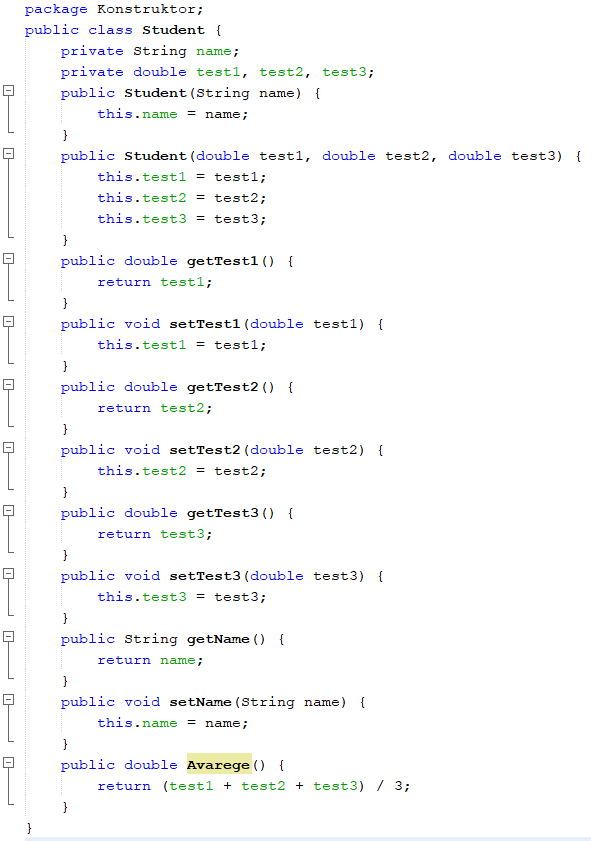 package Konstruktor;
public class Student {
    private String name;
    private double test1, test2, test3;
    public Student(String name) {
        this.name = name;
    }
    public Student(double test1, double test2, double test3) {
        this.test1 = test1;
        this.test2 = test2;
        this.test3 = test3;
    }
    public double getTest1() {
        return test1;
    }
    public void setTest1(double test1) {
        this.test1 = test1;
    }
    public double getTest2() {
        return test2;
    }
    public void setTest2(double test2) {
        this.test2 = test2;
    }
    public double getTest3() {
        return test3;
    }
    public void setTest3(double test3) {
        this.test3 = test3;
    }
    public String getName() {
        return name;
    }
    public void setName(String name) {
        this.name = name;
    }
    public double Avarege() {
        return (test1 + test2 + test3) / 3;
    }
}